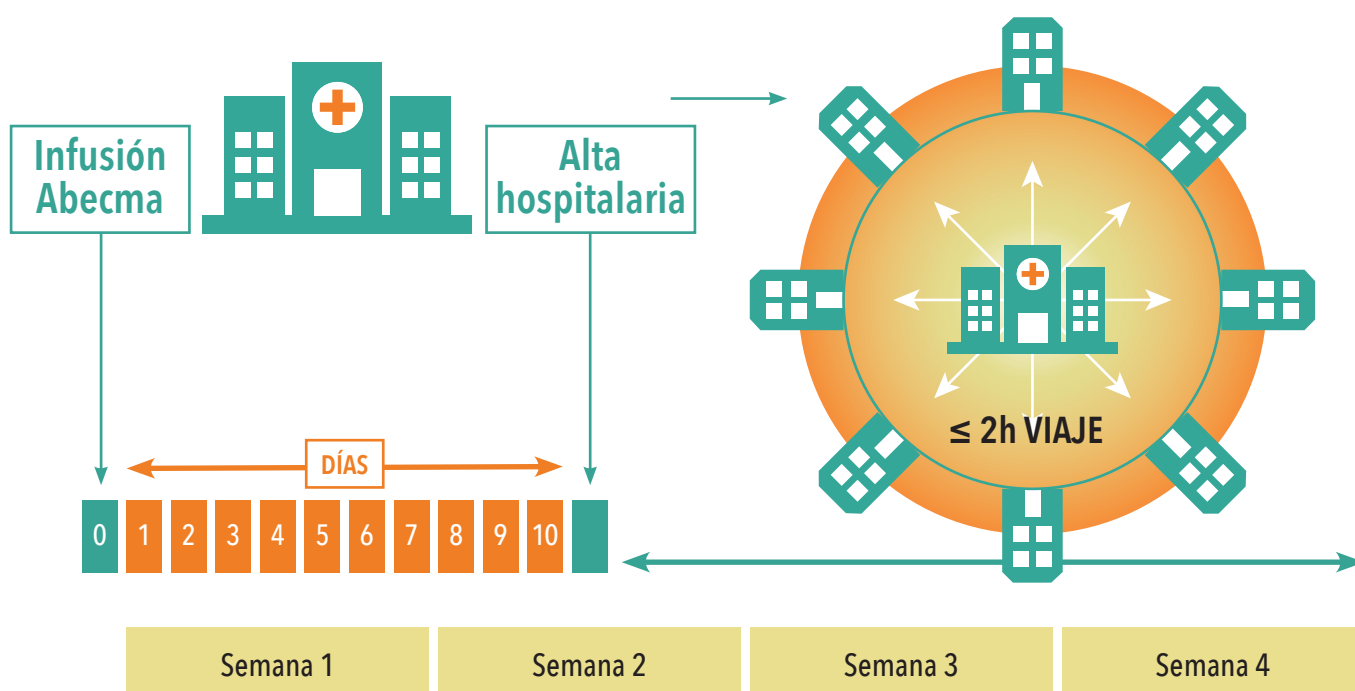 Infusión
Abecma
Alta
hospitalaria
≤ 2h VIAJE
DÍAS
0 1 2 3 4 5 6 7 8 9 10
Semana 1 Semana 2 Semana 3 Semana 4